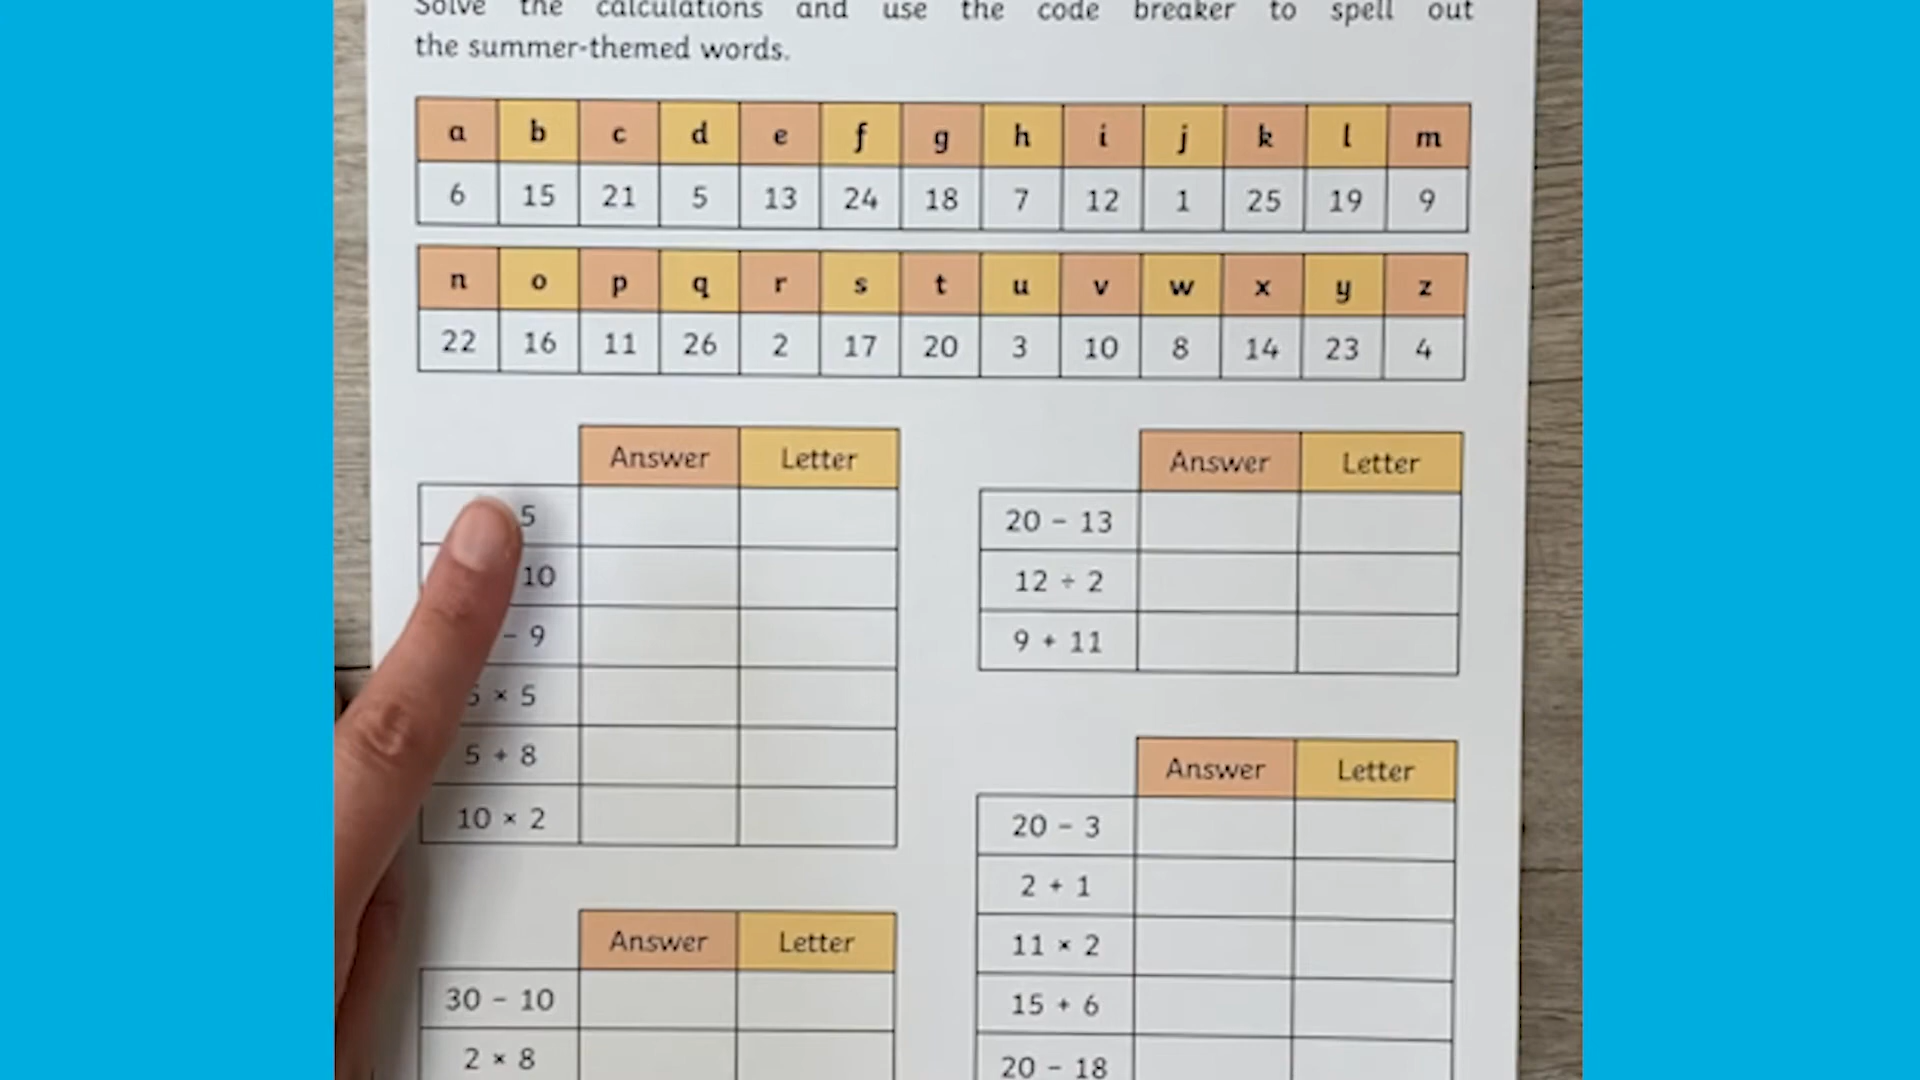 Solve the calculations and use the code breaker to spell out
the summer-themed words.
a b c d e f g h i j k l m
6 15 21 5 13 24 18 7 12 1 25 19 9
n o p q r s t u v w x y z
22 16 11 26 2 17 20 3 10 8 14 23 4
Answer Letter
5
10
- 9
× 5
5 + 8
10 × 2
Answer Letter
30 - 10
2 × 8
Answer Letter
20 - 13
12 ÷ 2
9 + 11
Answer Letter
20 - 3
2 + 1
11 × 2
15 + 6
20 - 18